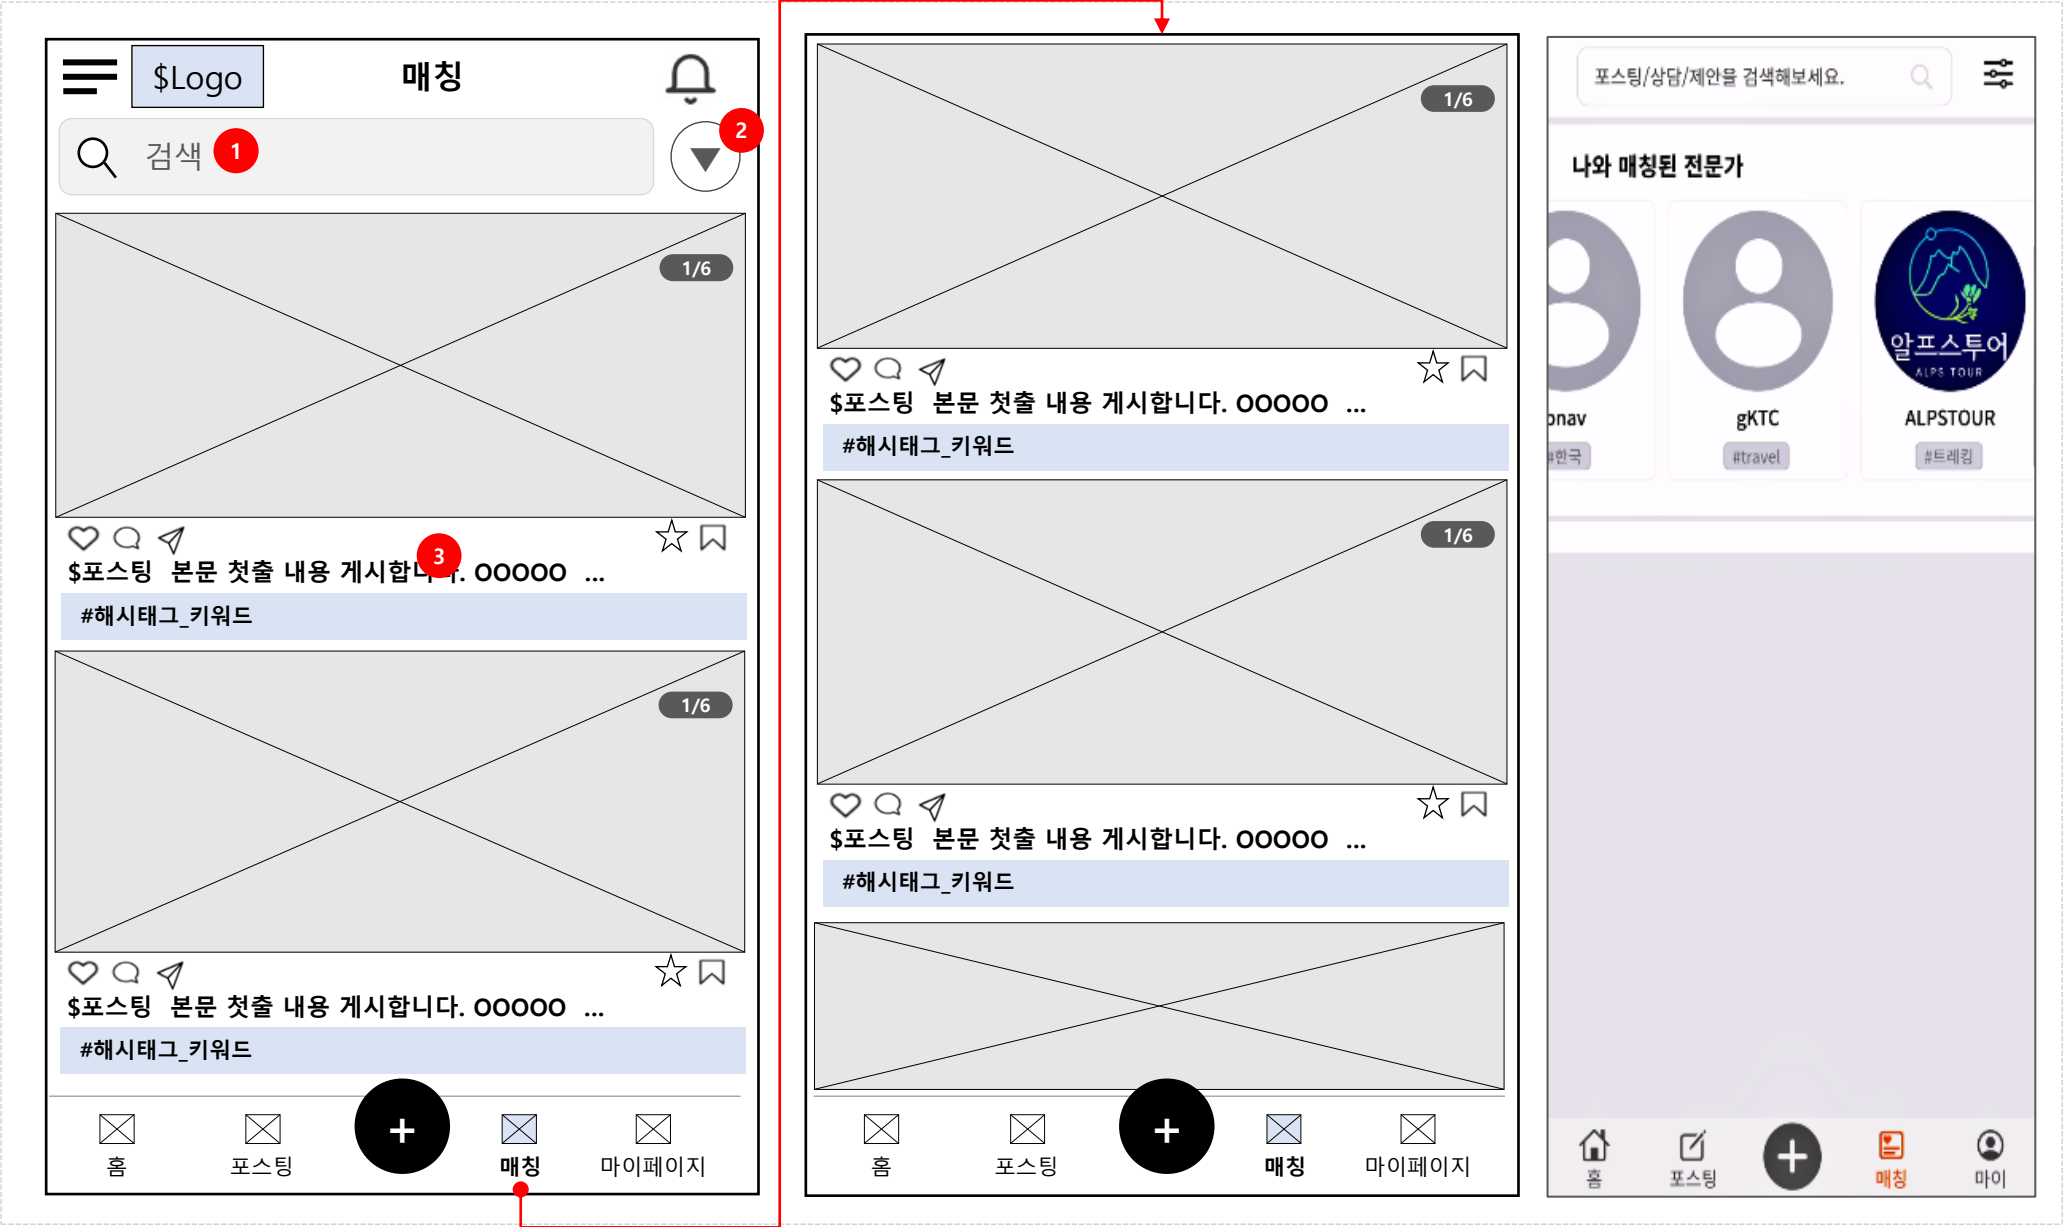 $Logo
매칭
검색
1
2
1/6
3
$포스팅 본문 첫출 내용 게시합니다. OOOOO ...
#해시태그_키워드
1/6
$포스팅 본문 첫출 내용 게시합니다. OOOOO ...
#해시태그_키워드
+
홈
포스팅
매칭
마이페이지
1/6
$포스팅 본문 첫출 내용 게시합니다. OOOOO ...
#해시태그_키워드
1/6
$포스팅 본문 첫출 내용 게시합니다. OOOOO ...
#해시태그_키워드
+
홈
포스팅
매칭
마이페이지
포스팅/상담/제안을 검색해보세요.
나와 매칭된 전문가
알프스투어
ALPS TOUR
onav
gKTC
ALPSTOUR
#한국
#travel
#트레킹
홈
포스팅
매칭
마이